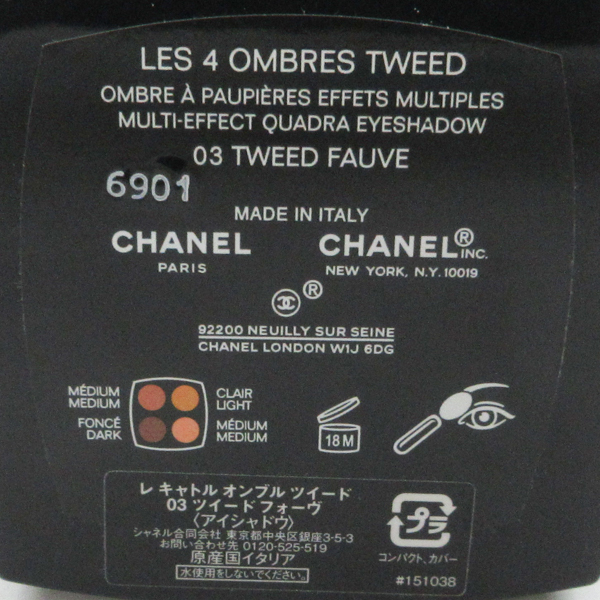 LES 4 OMBRES TWEED
OMBRE À PAUPIÈRES EFFETS MULTIPLES
MULTI-EFFECT QUADRA EYESHADOW
03 TWEED FAUVE
6901
MADE IN ITALY
CHANEL
PARIS
CHANEL® INC.
NEW YORK, N.Y. 10019
®
92200 NEUILLY SUR SEINE
CHANEL LONDON W1J 6DG
MÉDIUM
MEDIUM
CLAIR
LIGHT
FONCÉ
DARK
MÉDIUM
MEDIUM
18 M
レ キャトル オンブル ツイード
03 ツイード フォーヴ
〈アイシャドウ〉
シャネル合同会社 東京都中央区銀座3-5-3
お問い合わせ先 0120-525-519
原産国イタリア
水使用をしないでください。
プラ
コンパクト、カバー
#151038